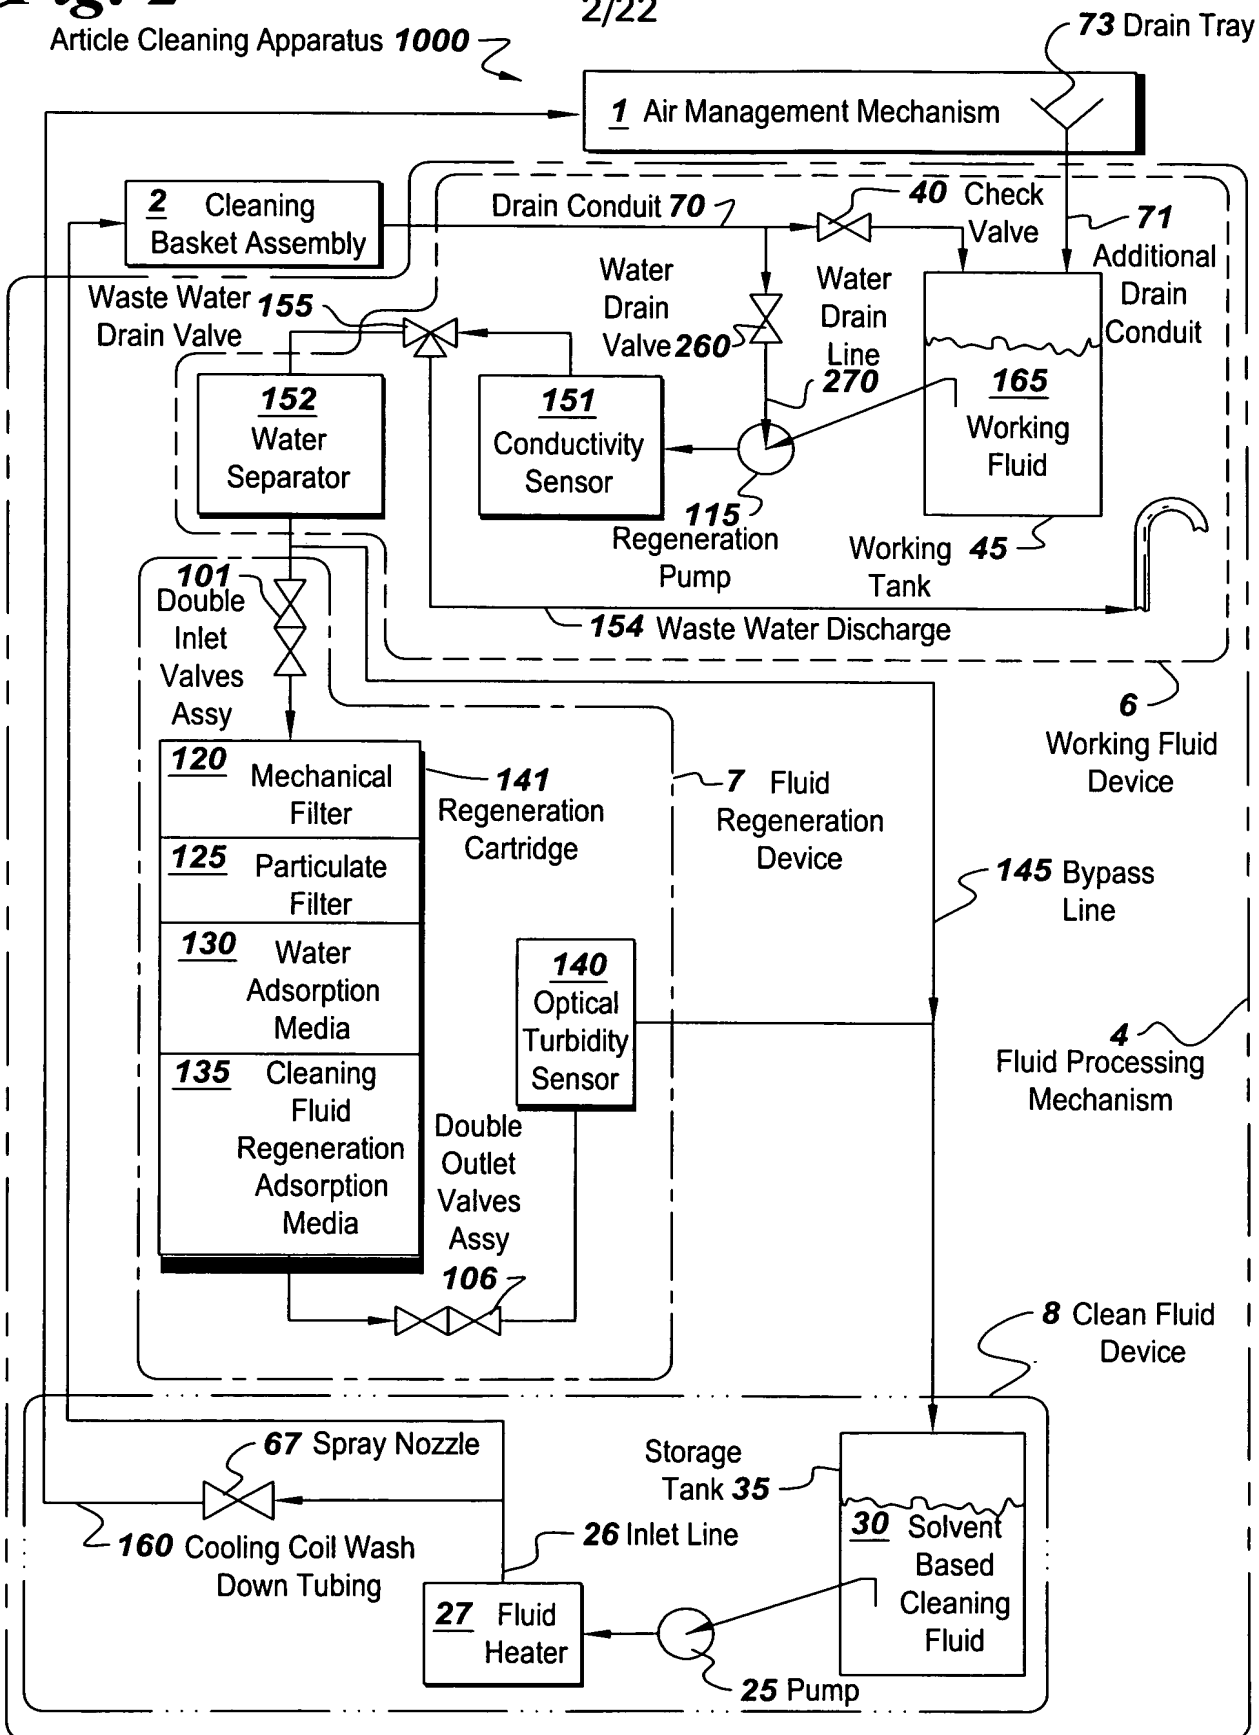 Fig. 2
2/22
Article Cleaning Apparatus 1000
73 Drain Tray
1 Air Management Mechanism
2 Cleaning
Basket Assembly
Drain Conduit 70
40 Check
Valve
71
Additional
Drain
Conduit
Waste Water
Drain Valve
155
Water
Drain
Valve 260
Water
Drain
Line
270
152
Water
Separator
151
Conductivity
Sensor
165
Working
Fluid
115
Regeneration
Pump
Working 45
Tank
101
Double
Inlet
Valves
Assy
154 Waste Water Discharge
6
Working Fluid
Device
120
Mechanical
Filter
141
Regeneration
Cartridge
7 Fluid
Regeneration
Device
125
Particulate
Filter
145 Bypass
Line
130
Water
Adsorption
Media
140
Optical
Turbidity
Sensor
4
Fluid Processing
Mechanism
135 Cleaning
Fluid
Regeneration
Adsorption
Media
Double
Outlet
Valves
Assy
106
8 Clean Fluid
Device
67 Spray Nozzle
Storage
Tank 35
160 Cooling Coil Wash
Down Tubing
26 Inlet Line
30 Solvent
Based
Cleaning
Fluid
27 Fluid
Heater
25 Pump